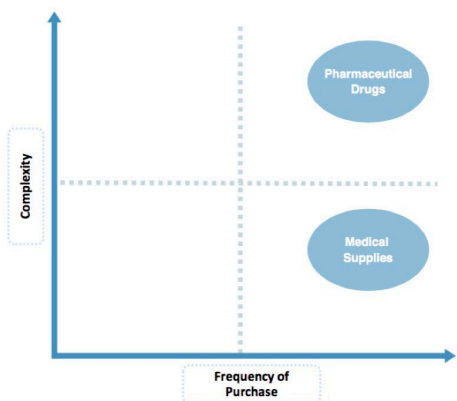 Pharmaceutical
Drugs
Complexity
Medical
Supplies
Frequency of
Purchase